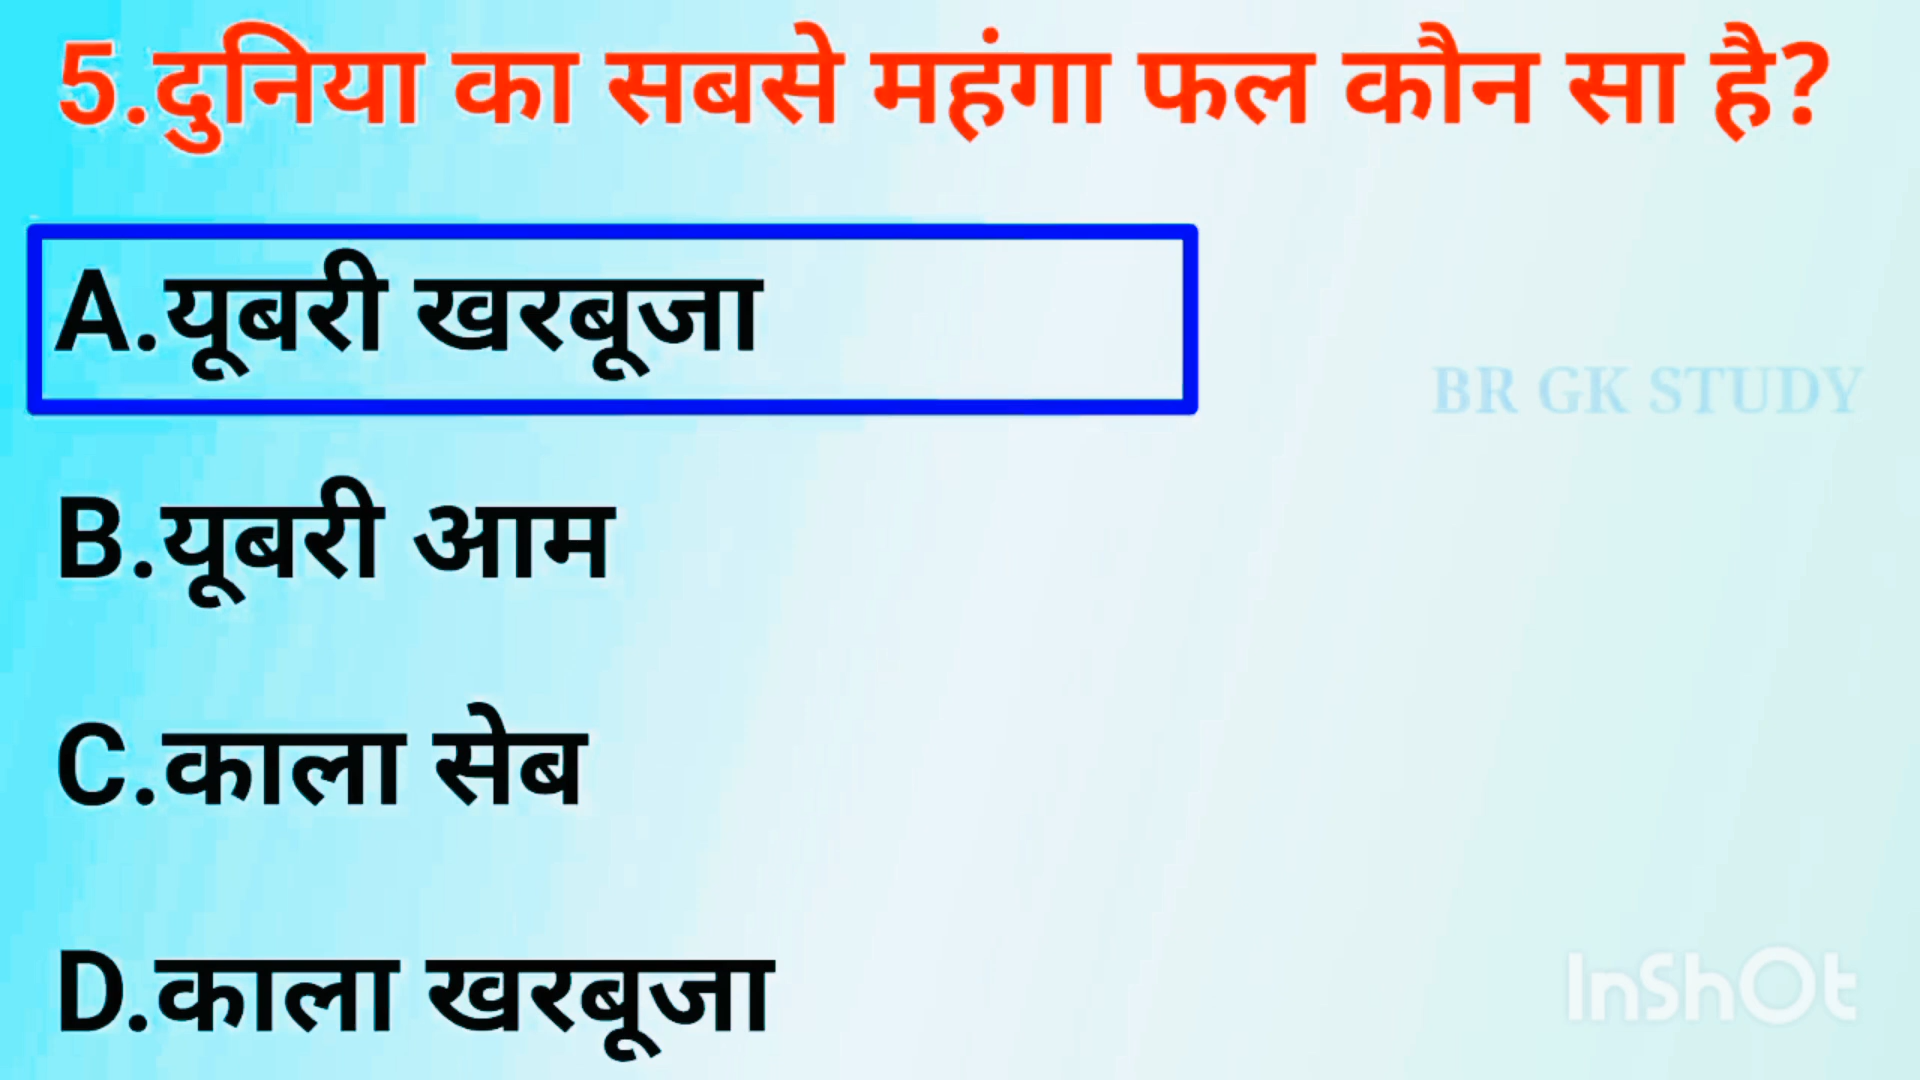 5.दुनिया का सबसे महंगा फल कौन सा है?
A.यूबरी खरबूजा
BR GK STUDY
B.यूबरी आम
C.काला सेब
D.काला खरबूजा
InShOt